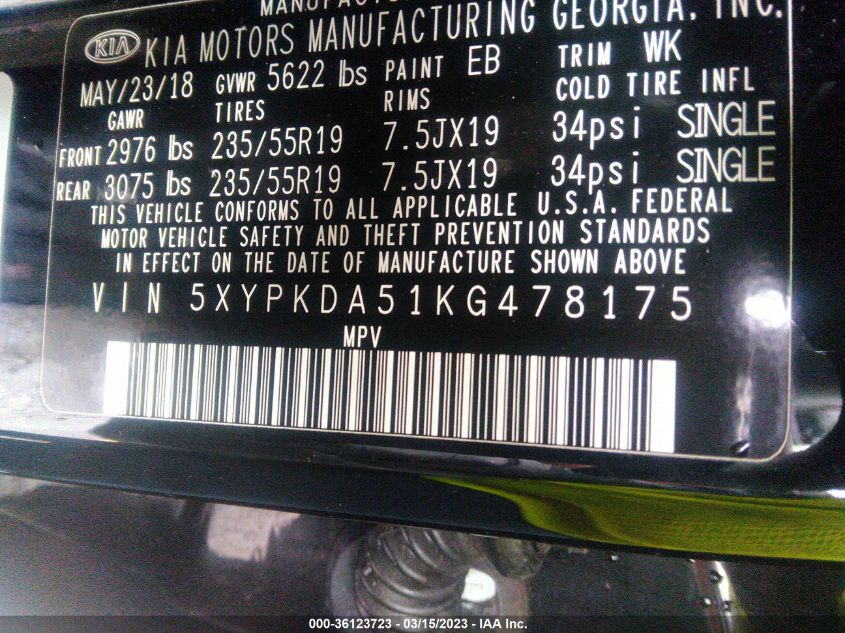 MANUFACTU
KIA KIA MOTORS MANUFACTURING GEORGIA, INC.
MAY/23/18 GVWR 5622 lbs PAINT EB TRIM WK
GAWR TIRES RIMS COLD TIRE INFL
FRONT 2976 lbs 235/55R19 7.5JX19 34psi SINGLE
REAR 3075 lbs 235/55R19 7.5JX19 34psi SINGLE
THIS VEHICLE CONFORMS TO ALL APPLICABLE U.S.A. FEDERAL
MOTOR VEHICLE SAFETY AND THEFT PREVENTION STANDARDS
IN EFFECT ON THE DATE OF MANUFACTURE SHOWN ABOVE
VIN 5XYPKDA51KG478175
MPV
000-36123723 - 03/15/2023 - IAA Inc.